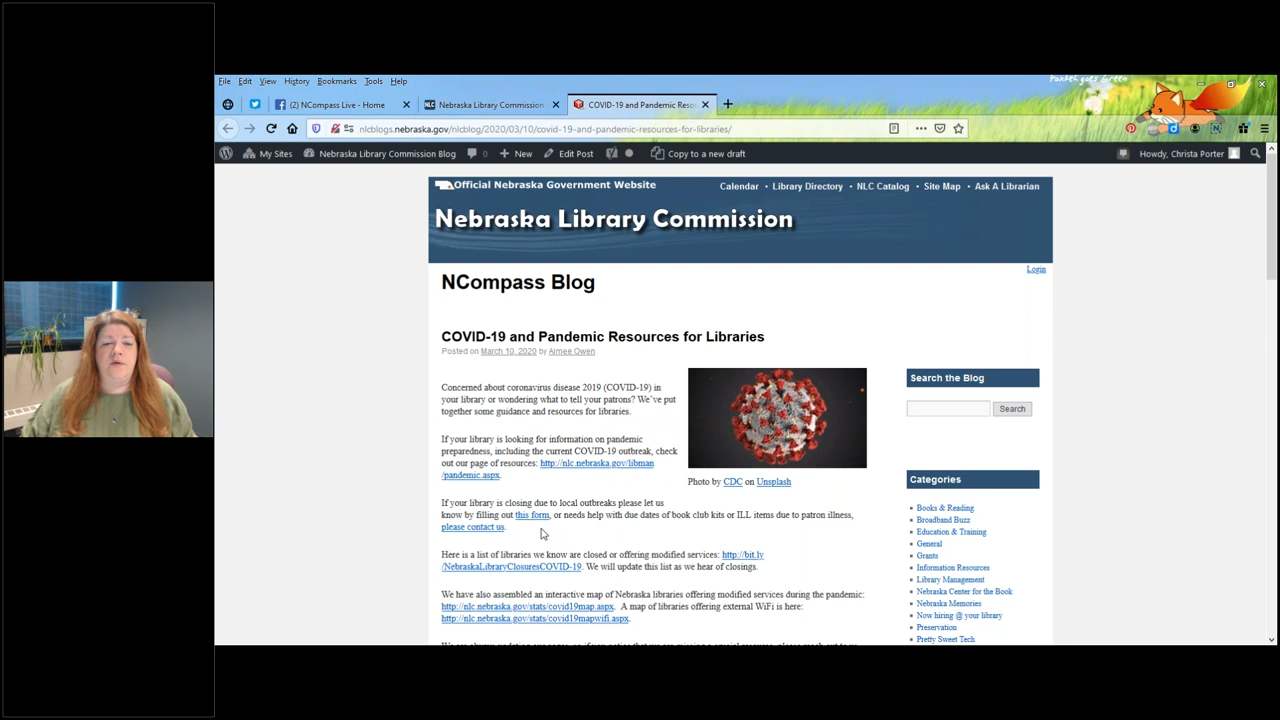 Fox goes Green
File Edit View History Bookmarks Tools Help
(2) NCompass Live - Home
Nebraska Library Commission
COVID-19 and Pandemic Reso
nlcblogs.nebraska.gov/nlcblog/2020/03/10/covid-19-and-pandemic-resources-for-libraries/
My Sites Nebraska Library Commission Blog 0 New Edit Post Copy to a new draft Howdy, Christa Porter
Official Nebraska Government Website
Calendar • Library Directory • NLC Catalog • Site Map • Ask A Librarian
Nebraska Library Commission
Login
NCompass Blog
COVID-19 and Pandemic Resources for Libraries
Posted on March 10, 2020 by Aimee Owen
Concerned about coronavirus disease 2019 (COVID-19) in
your library or wondering what to tell your patrons? We've put
together some guidance and resources for libraries.
If your library is looking for information on pandemic
preparedness, including the current COVID-19 outbreak, check
out our page of resources: http://nlc.nebraska.gov/libman
/pandemic.aspx.
Photo by CDC on Unsplash
If your library is closing due to local outbreaks please let us
know by filling out this form, or needs help with due dates of book club kits or ILL items due to patron illness,
please contact us.
Here is a list of libraries we know are closed or offering modified services: http://bit.ly
/NebraskaLibraryClosuresCOVID-19. We will update this list as we hear of closings.
We have also assembled an interactive map of Nebraska libraries offering modified services during the pandemic:
http://nlc.nebraska.gov/stats/covid19map.aspx. A map of libraries offering external WiFi is here:
http://nlc.nebraska.gov/stats/covid19mapwifi.aspx.
Search the Blog
Search
Categories
Books & Reading
Broadband Buzz
Education & Training
General
Grants
Information Resources
Library Management
Nebraska Center for the Book
Nebraska Memories
Now hiring @ your library
Preservation
Pretty Sweet Tech